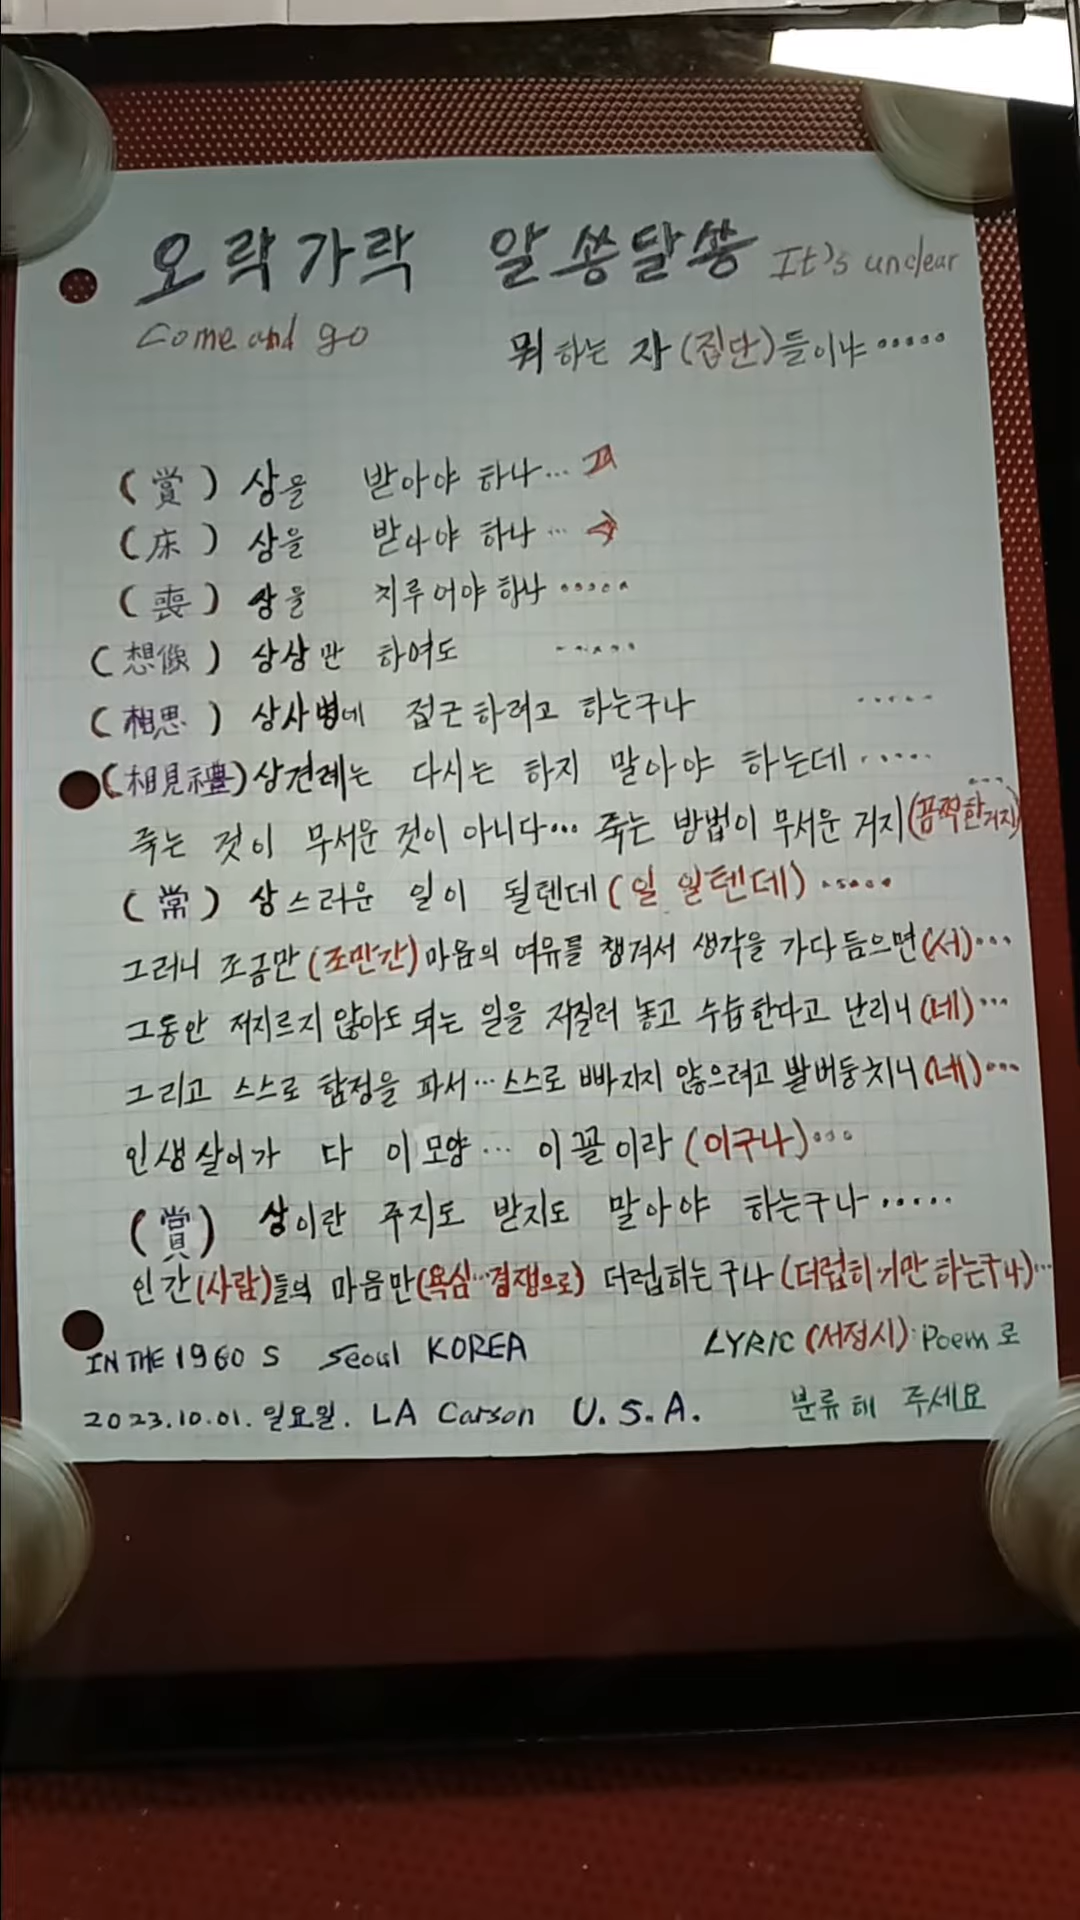 오락가락 알쏭달쏭 It's unclear
Come and go
뭐하는 자(집단)들이냐.....
(賞) 상을 받아야 하나...
(床) 상을 받아야 하나...
(喪) 상을 치루어야 하나.....
(想像) 상상만 하여도 .....
(相思) 상사병에 접근하려고 하는구나 .....
(相見禮) 상견례는 다시는 하지 말아야 하는데.....
죽는 것이 무서운 것이 아니다... 죽는 방법이 무서운 거지(끔찍한거지)...
(常) 상스러운 일이 될텐데(일 일텐데).....
그러니 조금만(조만간)마음의 여유를 챙겨서 생각을 가다듬으면(서)...
그동안 저지르지 않아도 되는 일을 저질러 놓고 수습한다고 난리니(네)...
그리고 스스로 함정을 파서...스스로 빠지지 않으려고 발버둥치니(네)...
인생살이가 다 이모양... 이꼴이라(이구나)...
(賞) 상이란 주지도 받지도 말아야 하는구나.....
인간(사람)들의 마음만(욕심...경쟁으로) 더럽히는구나(더럽히기만 하는구나)...
IN THE 1960 S Seoul KOREA LYRIC (서정시): Poem 로
2023.10.01. 일요일. LA Carson U.S.A. 분류해 주세요